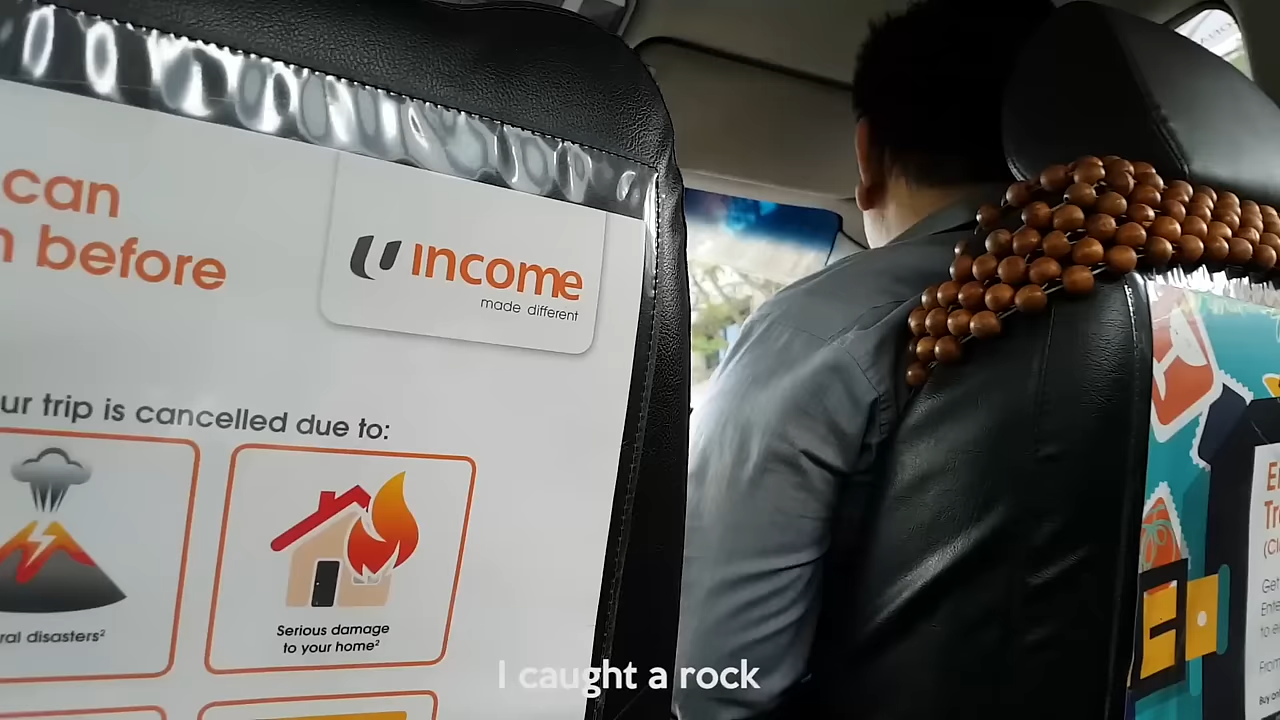 can
before
income
made different
ur trip is cancelled due to:
ral disasters²
Serious damage
to your home²
I caught a rock